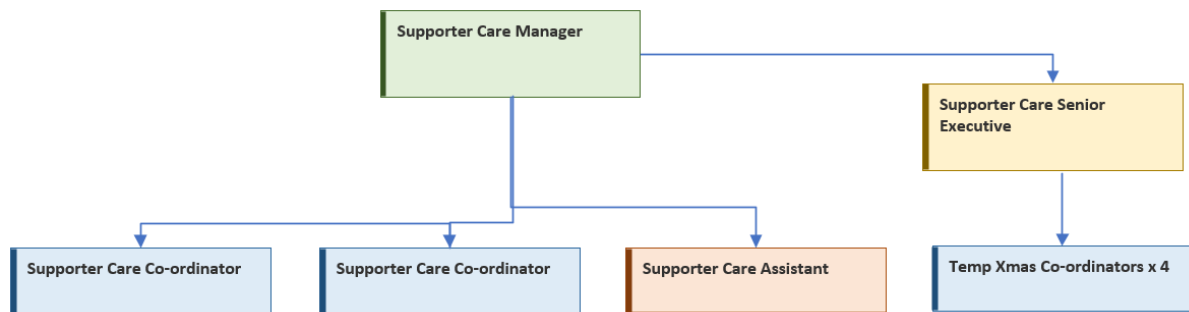 Supporter Care Manager
Supporter Care Senior
Executive
Supporter Care Co-ordinator
Supporter Care Co-ordinator
Supporter Care Assistant
Temp Xmas Co-ordinators x 4